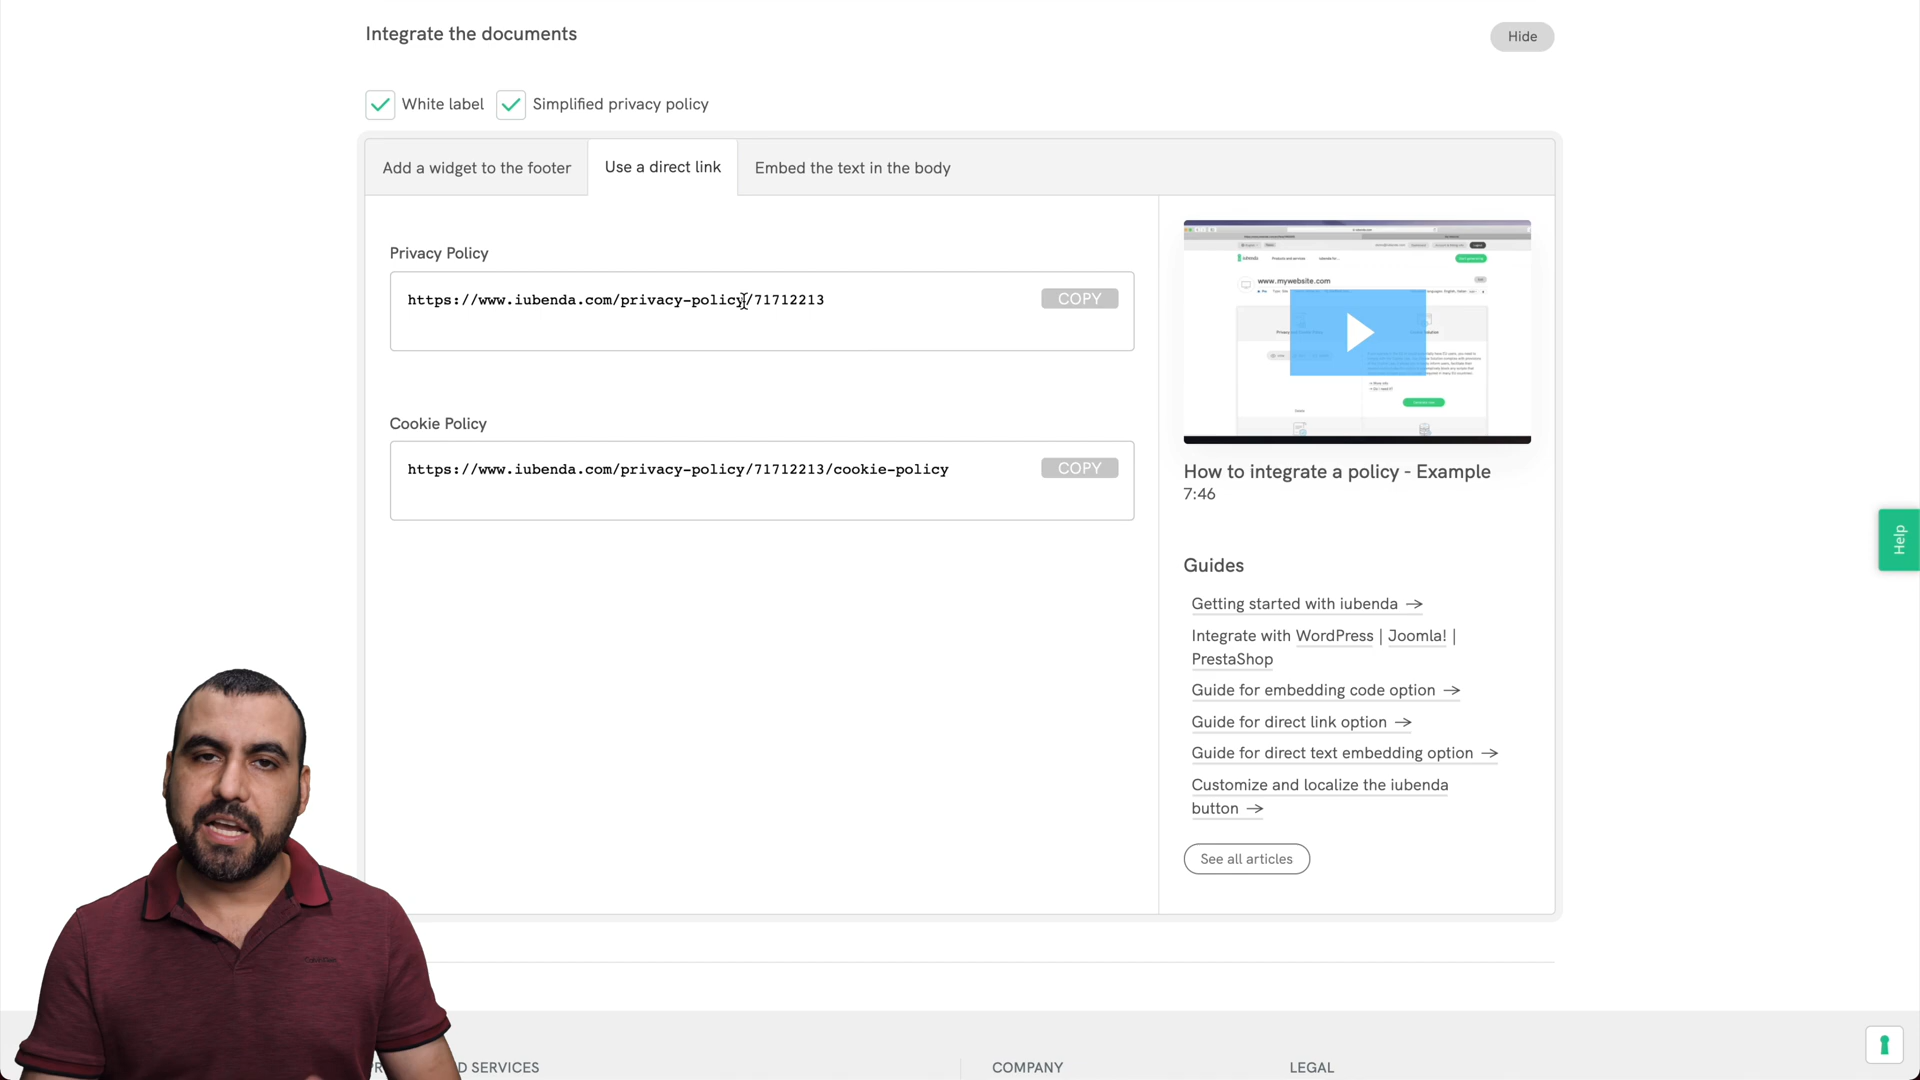 Integrate the documents
Hide
White label
Simplified privacy policy
Add a widget to the footer
Use a direct link
Embed the text in the body
Privacy Policy
https://www.iubenda.com/privacy-policy/71712213
COPY
Cookie Policy
https://www.iubenda.com/privacy-policy/71712213/cookie-policy
COPY
www.mywebsite.com
How to integrate a policy - Example
7:46
Guides
Getting started with iubenda →
Integrate with WordPress | Joomla! |
PrestaShop
Guide for embedding code option →
Guide for direct link option →
Guide for direct text embedding option →
Customize and localize the iubenda
button →
See all articles
Help
D SERVICES
COMPANY
LEGAL